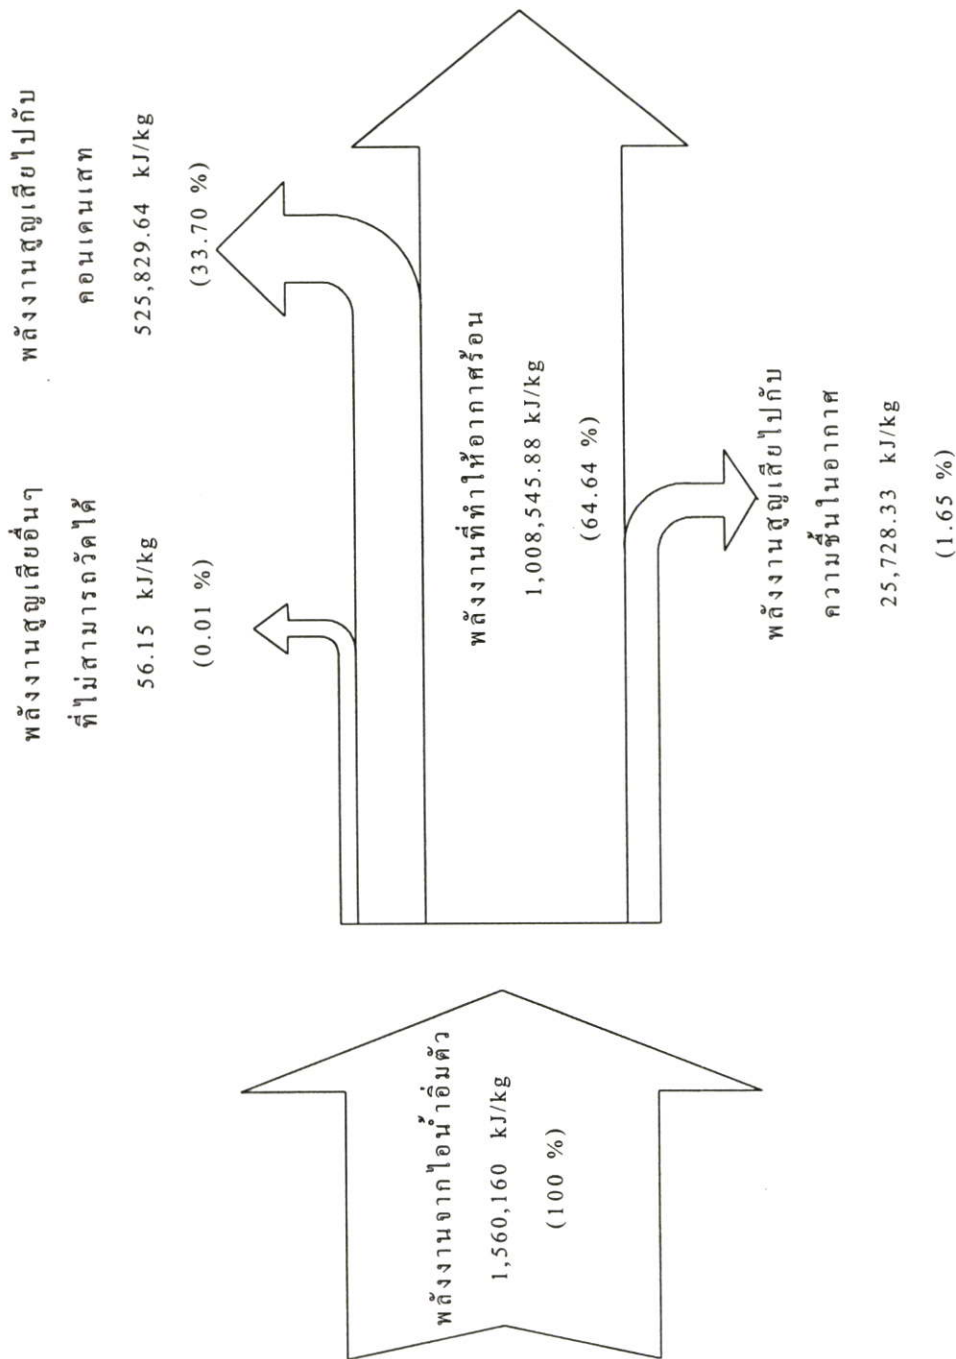 พลังงานจากไอน้ำอิ่มตัว
1,560,160 kJ/kg
(100 %)
พลังงานสูญเสียอื่นๆ
ที่ไม่สามารถวัดได้
56.15 kJ/kg
(0.01 %)
พลังงานสูญเสียไปกับ
คอนเดนเสท
525,829.64 kJ/kg
(33.70 %)
พลังงานที่ทำให้อากาศร้อน
1,008,545.88 kJ/kg
(64.64 %)
พลังงานสูญเสียไปกับ
ความชื้นในอากาศ
25,728.33 kJ/kg
(1.65 %)